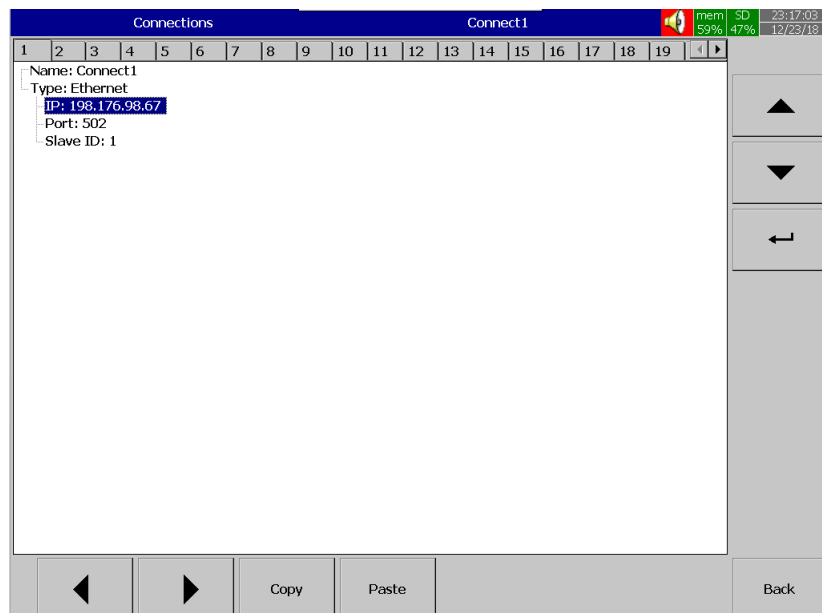 Connections Connect1 mem 59% SD 47% 23:17:03 12/23/18
1 2 3 4 5 6 7 8 9 10 11 12 13 14 15 16 17 18 19
Name: Connect1
Type: Ethernet
IP: 198.176.98.67
Port: 502
Slave ID: 1
Copy Paste Back